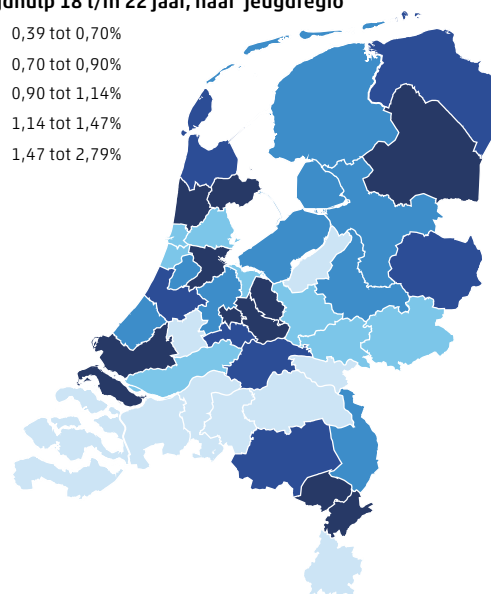 18 t/m 22 jaar, naar jeugdregio
0,39 tot 0,70%
0,70 tot 0,90%
0,90 tot 1,14%
1,14 tot 1,47%
1,47 tot 2,79%